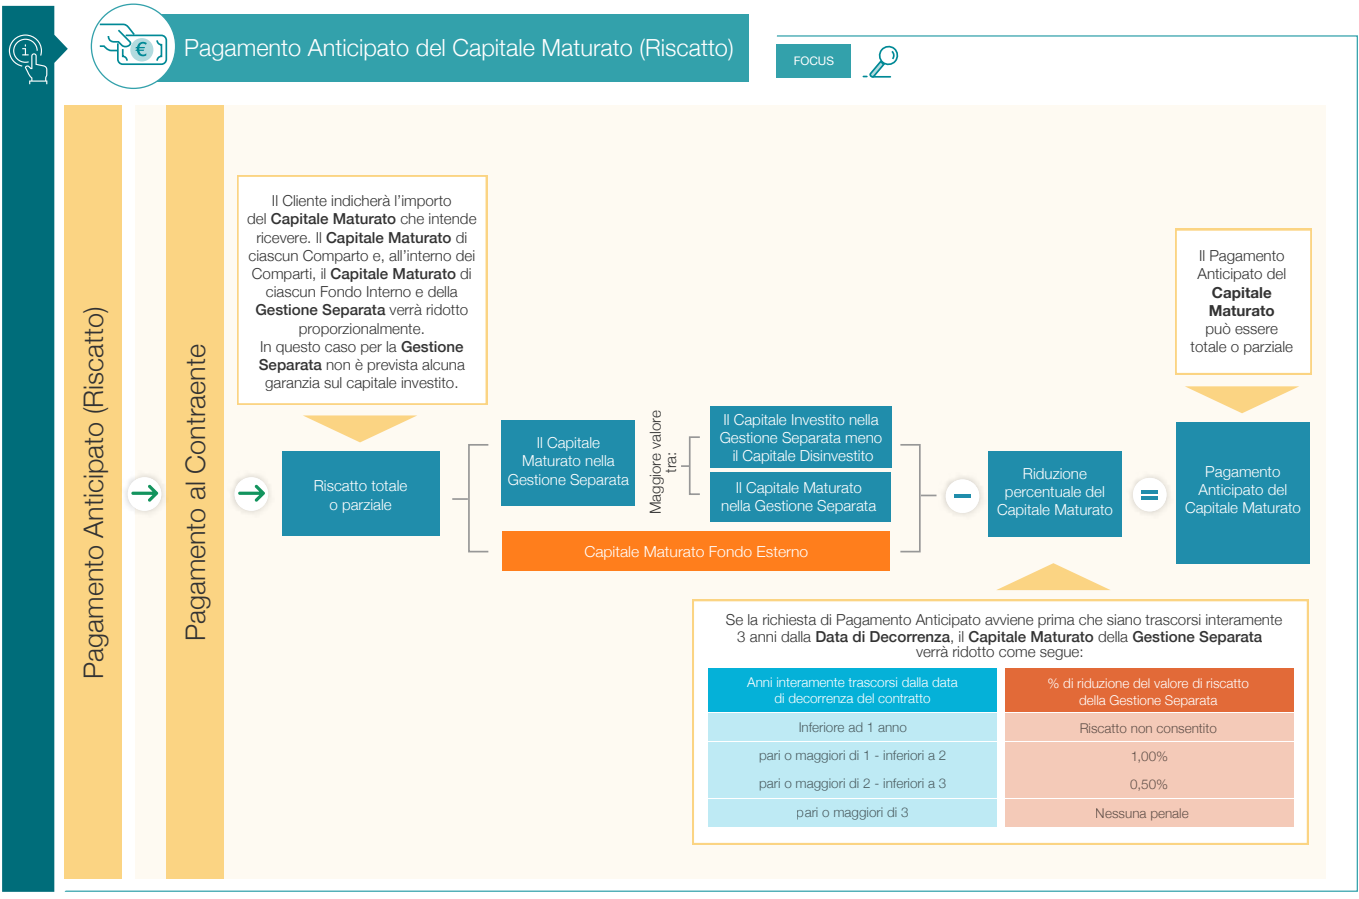 Pagamento Anticipato del Capitale Maturato (Riscatto)
FOCUS
Pagamento Anticipato (Riscatto)
Pagamento al Contraente
Il Cliente indicherà l'importo
del Capitale Maturato che intende
ricevere. Il Capitale Maturato di
ciascun Comparto e, all'interno dei
Comparti, il Capitale Maturato di
ciascun Fondo Interno e della
Gestione Separata verrà ridotto
proporzionalmente.
In questo caso per la Gestione
Separata non è prevista alcuna
garanzia sul capitale investito.
Riscatto totale
o parziale
Il Capitale
Maturato nella
Gestione Separata
Maggiore valore
tra:
Il Capitale Investito nella
Gestione Separata meno
il Capitale Disinvestito
Il Capitale Maturato
nella Gestione Separata
Capitale Maturato Fondo Esterno
Riduzione
percentuale del
Capitale Maturato
Il Pagamento
Anticipato del
Capitale
Maturato
può essere
totale o parziale
Pagamento
Anticipato del
Capitale Maturato
Se la richiesta di Pagamento Anticipato avviene prima che siano trascorsi interamente
3 anni dalla Data di Decorrenza, il Capitale Maturato della Gestione Separata
verrà ridotto come segue:
Anni interamente trascorsi dalla data
di decorrenza del contratto
% di riduzione del valore di riscatto
della Gestione Separata
Inferiore ad 1 anno
Riscatto non consentito
pari o maggiori di 1 - inferiori a 2
1,00%
pari o maggiori di 2 - inferiori a 3
0,50%
pari o maggiori di 3
Nessuna penale